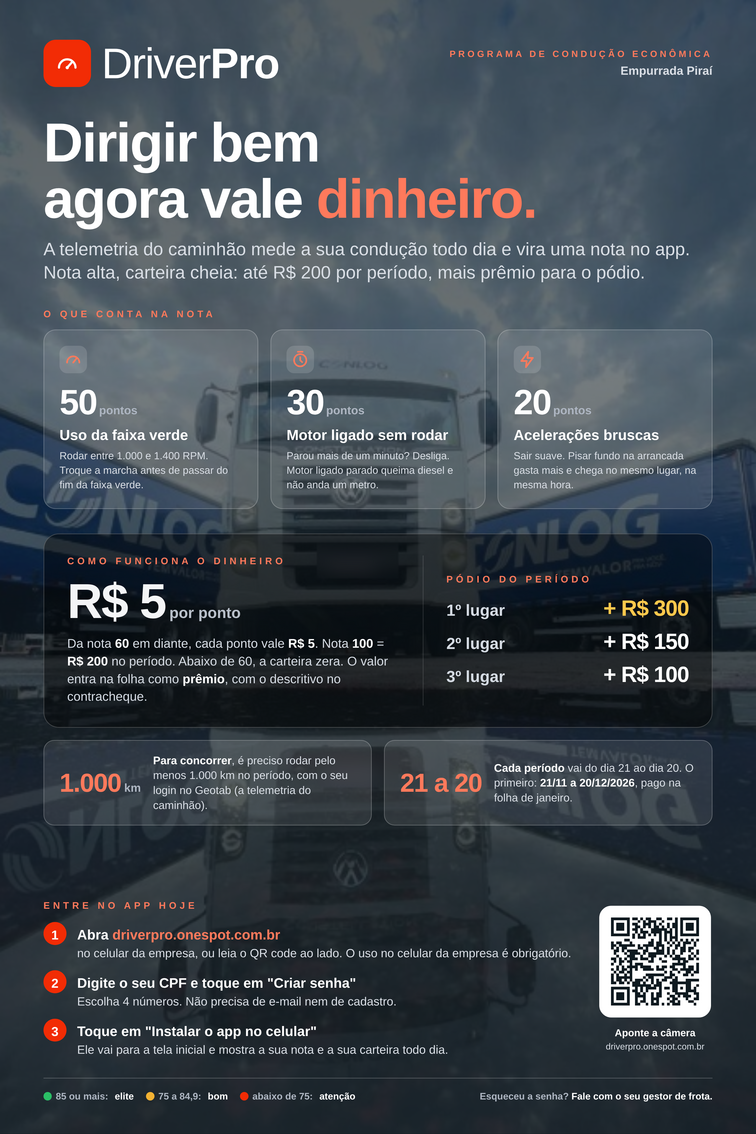 DriverPro
PROGRAMA DE CONDUÇÃO ECONÔMICA
Empurrada Piraí
Dirigir bem
agora vale dinheiro.
A telemetria do caminhão mede a sua condução todo dia e vira uma nota no app.
Nota alta, carteira cheia: até R$ 200 por período, mais prêmio para o pódio.
O QUE CONTA NA NOTA
50 pontos
Uso da faixa verde
Rodar entre 1.000 e 1.400 RPM.
Troque a marcha antes de passar do
fim da faixa verde.
30 pontos
Motor ligado sem rodar
Parou mais de um minuto? Desliga.
Motor ligado parado queima diesel e
não anda um metro.
20 pontos
Acelerações bruscas
Sair suave. Pisar fundo na arrancada
gasta mais e chega no mesmo lugar, na
mesma hora.
CONLOG
CONLOG
CONLOG
COMO FUNCIONA O DINHEIRO
R$ 5 por ponto
Da nota 60 em diante, cada ponto vale R$ 5. Nota 100 =
R$ 200 no período. Abaixo de 60, a carteira zera. O valor
entra na folha como prêmio, com o descritivo no
contracheque.
PÓDIO DO PERÍODO
1º lugar + R$ 300
2º lugar + R$ 150
3º lugar + R$ 100
1.000 km
Para concorrer, é preciso rodar pelo
menos 1.000 km no período, com o seu
login no Geotab (a telemetria do
caminhão).
21 a 20
Cada período vai do dia 21 ao dia 20. O
primeiro: 21/11 a 20/12/2026, pago na
folha de janeiro.
ENTRE NO APP HOJE
1 Abra driverpro.onespot.com.br
no celular da empresa, ou leia o QR code ao lado. O uso no celular da empresa é obrigatório.
2 Digite o seu CPF e toque em "Criar senha"
Escolha 4 números. Não precisa de e-mail nem de cadastro.
3 Toque em "Instalar o app no celular"
Ele vai para a tela inicial e mostra a sua nota e a sua carteira todo dia.
Aponte a câmera
driverpro.onespot.com.br
85 ou mais: elite 75 a 84,9: bom abaixo de 75: atenção
Esqueceu a senha? Fale com o seu gestor de frota.